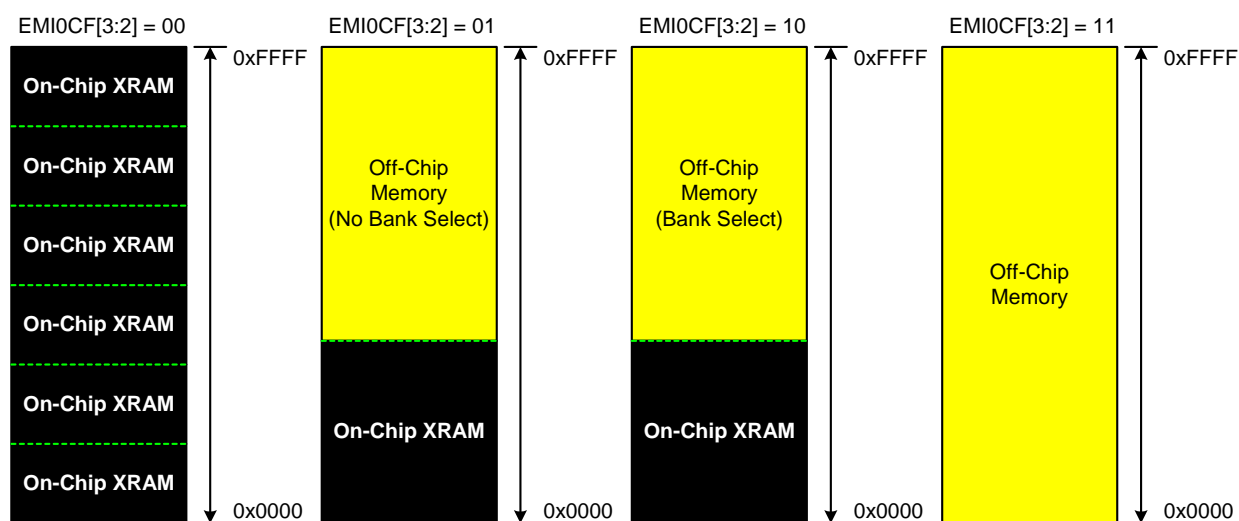 EMI0CF[3:2] = 00
On-Chip XRAM
On-Chip XRAM
On-Chip XRAM
On-Chip XRAM
On-Chip XRAM
On-Chip XRAM
0xFFFF
0x0000
EMI0CF[3:2] = 01
Off-Chip
Memory
(No Bank Select)
On-Chip XRAM
0xFFFF
0x0000
EMI0CF[3:2] = 10
Off-Chip
Memory
(Bank Select)
On-Chip XRAM
0xFFFF
0x0000
EMI0CF[3:2] = 11
Off-Chip
Memory
0xFFFF
0x0000